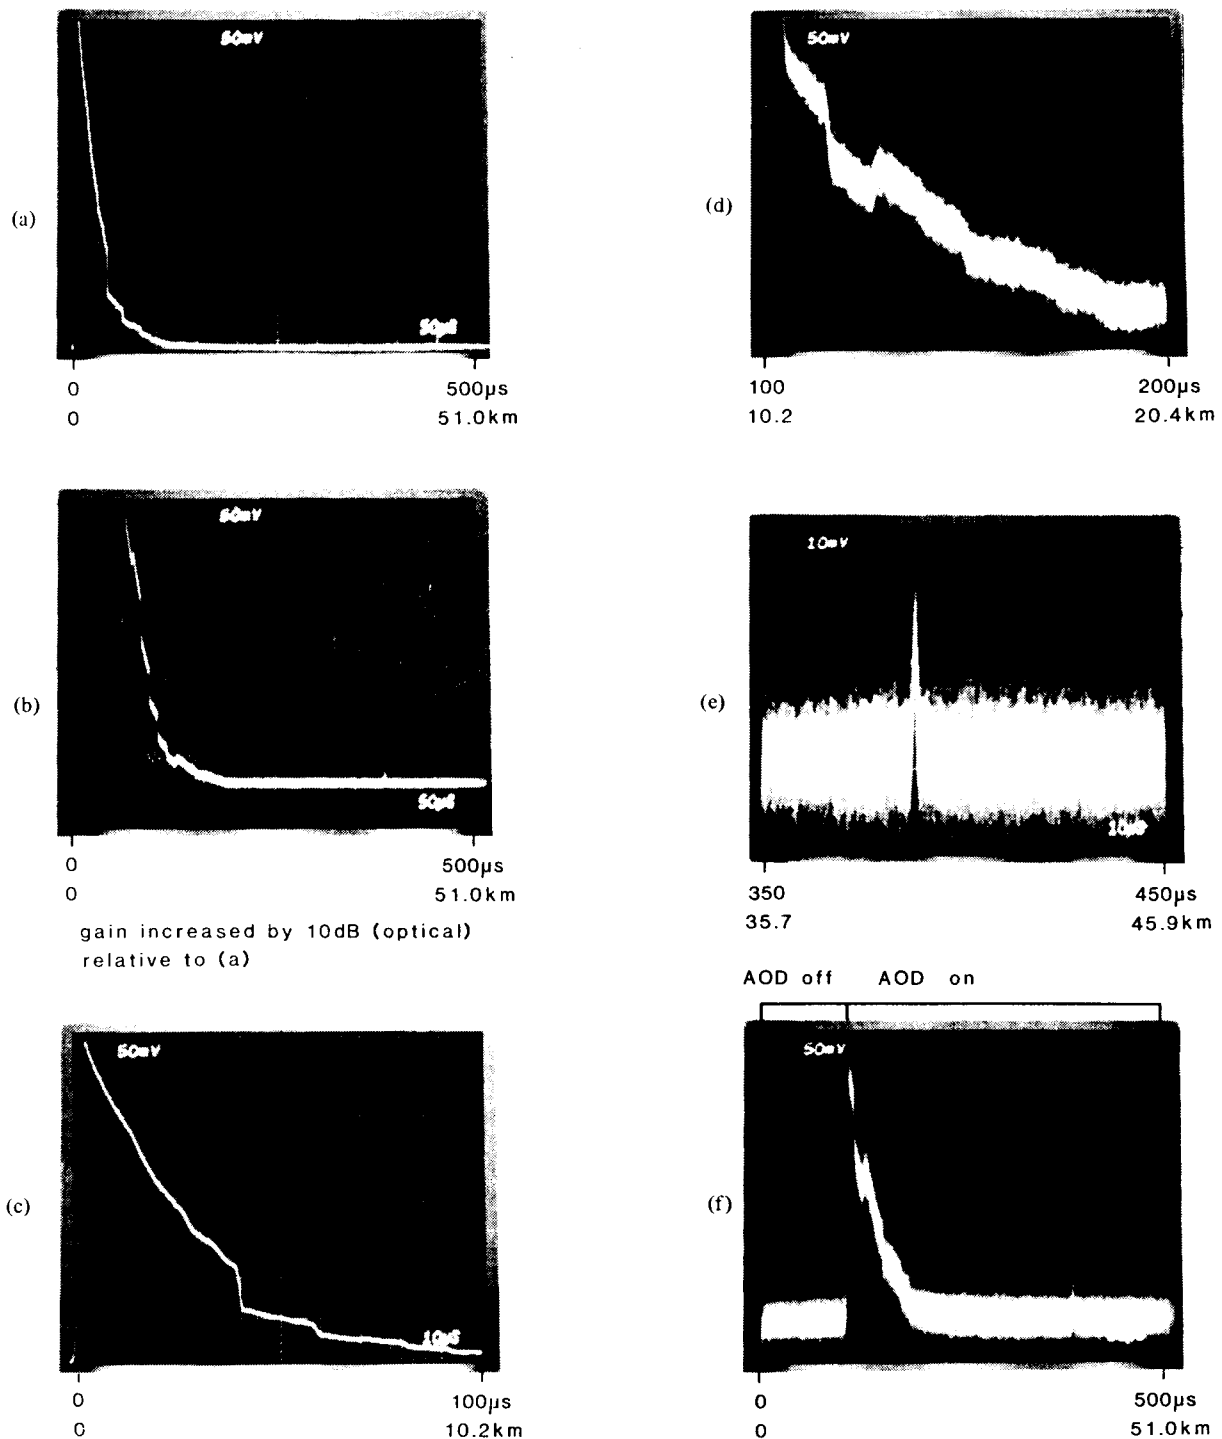 (a)
50mV
50µS
0
500µs
0
51.0km
(b)
50mV
50µS
0
500µs
0
51.0km
gain increased by 10dB (optical)
relative to (a)
(c)
50mV
10µS
0
100µs
0
10.2km
(d)
50mV
100
200µs
10.2
20.4km
(e)
10mV
10µS
350
450µs
35.7
45.9km
AOD off AOD on
(f)
50mV
0
500µs
0
51.0km